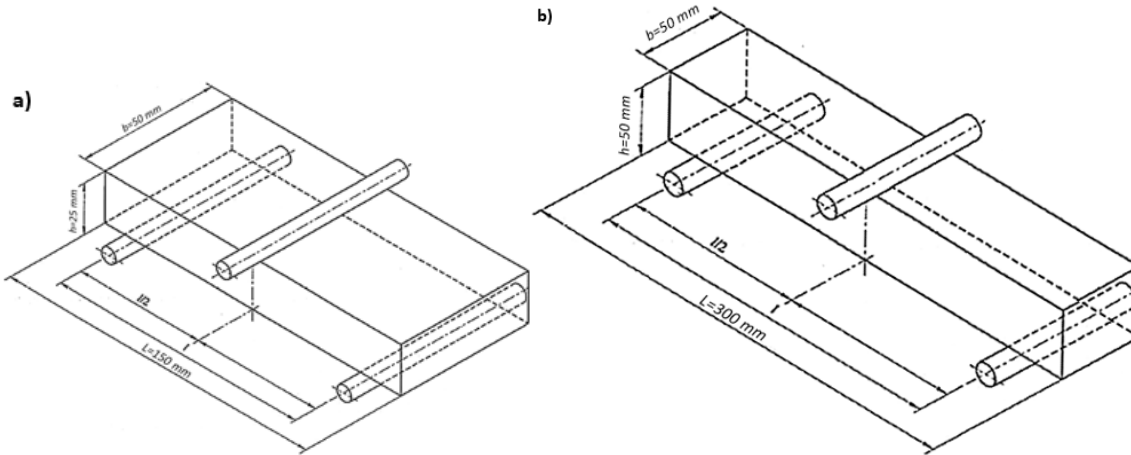 a)
b=50 mm
h=25 mm
l/2
L=150 mm
b)
b=50 mm
h=50 mm
l/2
L=300 mm